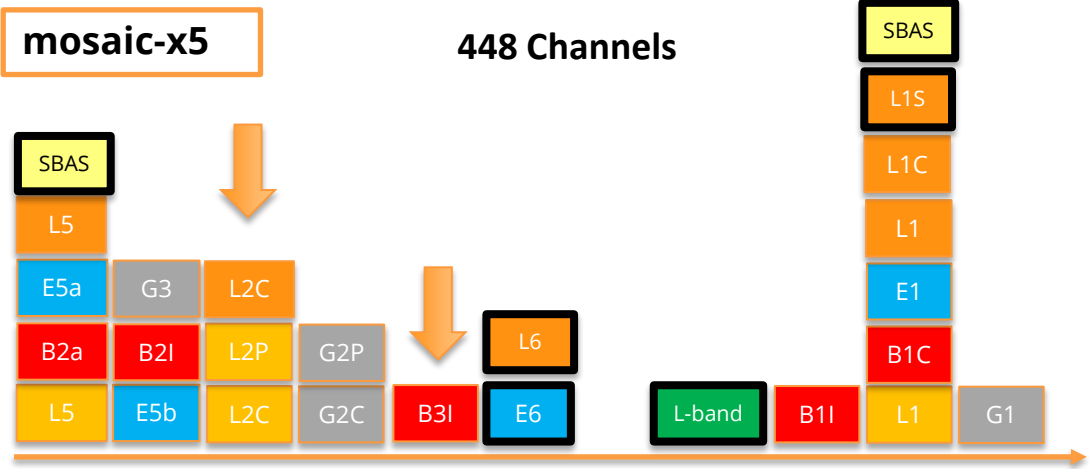 mosaic-x5
448 Channels
SBAS
L1S
SBAS
L1C
L5
L1
E5a G3 L2C
E1
B2a B2I L2P G2P L6
B1C
L5 E5b L2C G2C B3I E6 L-band B1I L1 G1